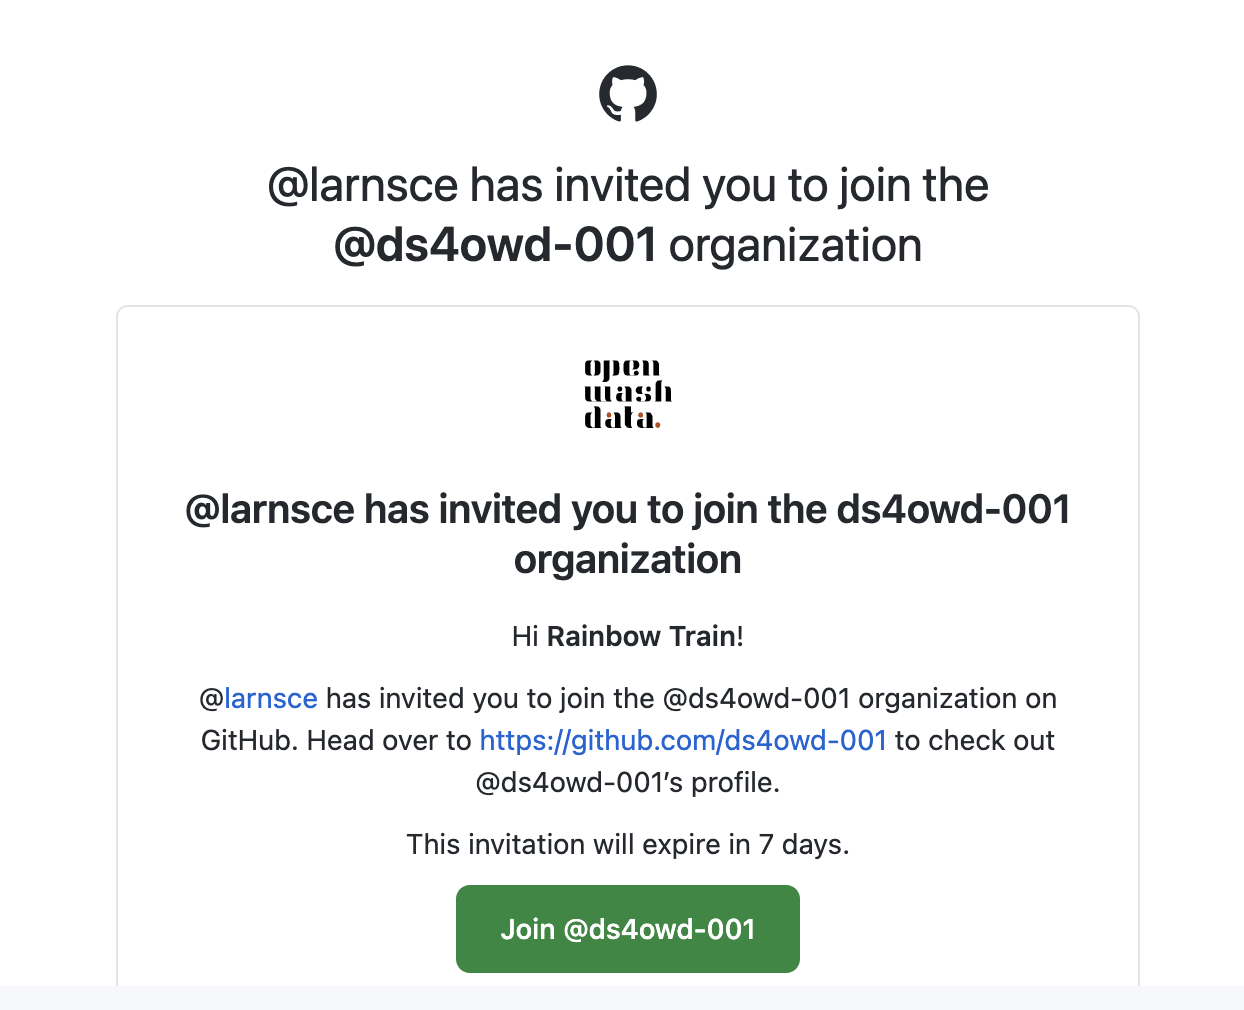 @larnsce has invited you to join the
@ds4owd-001 organization
open
wash
data.
@larnsce has invited you to join the ds4owd-001
organization
Hi Rainbow Train!
@larnsce has invited you to join the @ds4owd-001 organization on
GitHub. Head over to https://github.com/ds4owd-001 to check out
@ds4owd-001’s profile.
This invitation will expire in 7 days.
Join @ds4owd-001